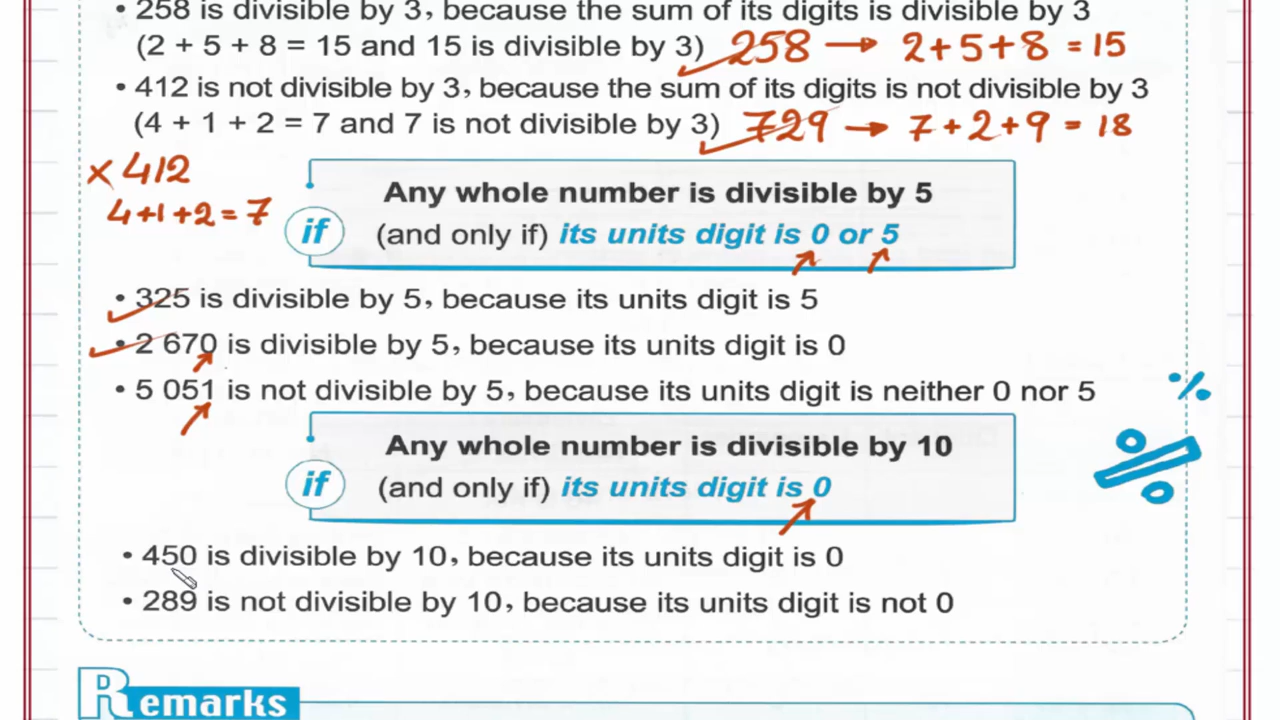 • 258 is divisible by 3, because the sum of its digits is divisible by 3
(2 + 5 + 8 = 15 and 15 is divisible by 3) 258 → 2+5+8 = 15
• 412 is not divisible by 3, because the sum of its digits is not divisible by 3
(4 + 1 + 2 = 7 and 7 is not divisible by 3) 729 → 7+2+9 = 18
× 412
4+1+2=7
Any whole number is divisible by 5
if (and only if) its units digit is 0 or 5
• 325 is divisible by 5, because its units digit is 5
• 2 670 is divisible by 5, because its units digit is 0
• 5 051 is not divisible by 5, because its units digit is neither 0 nor 5
Any whole number is divisible by 10
if (and only if) its units digit is 0
• 450 is divisible by 10, because its units digit is 0
• 289 is not divisible by 10, because its units digit is not 0
Remarks